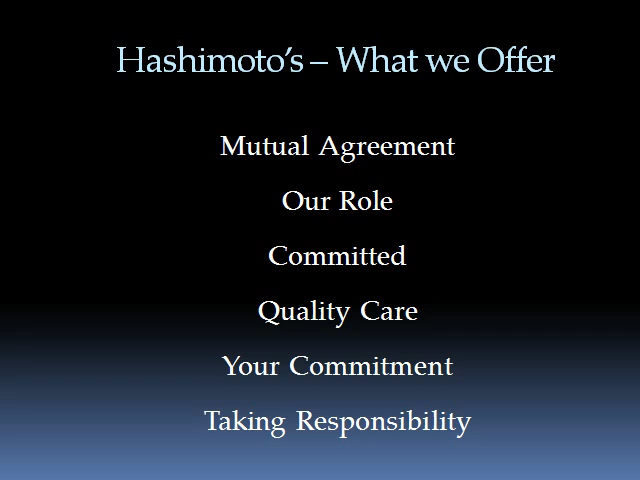 Hashimoto’s – What we Offer
Mutual Agreement
Our Role
Committed
Quality Care
Your Commitment
Taking Responsibility